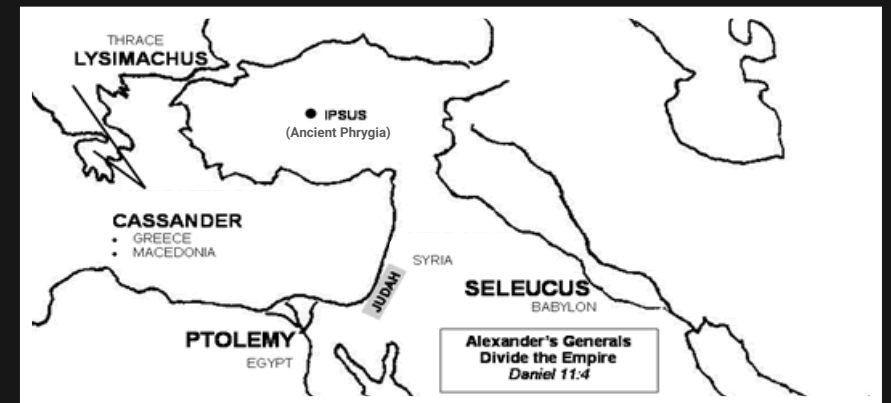 THRACE
LYSIMACHUS
IPSUS
(Ancient Phrygia)
CASSANDER
• GREECE
• MACEDONIA
SYRIA
JUDAH
SELEUCUS
BABYLON
PTOLEMY
EGYPT
Alexander's Generals
Divide the Empire
Daniel 11:4